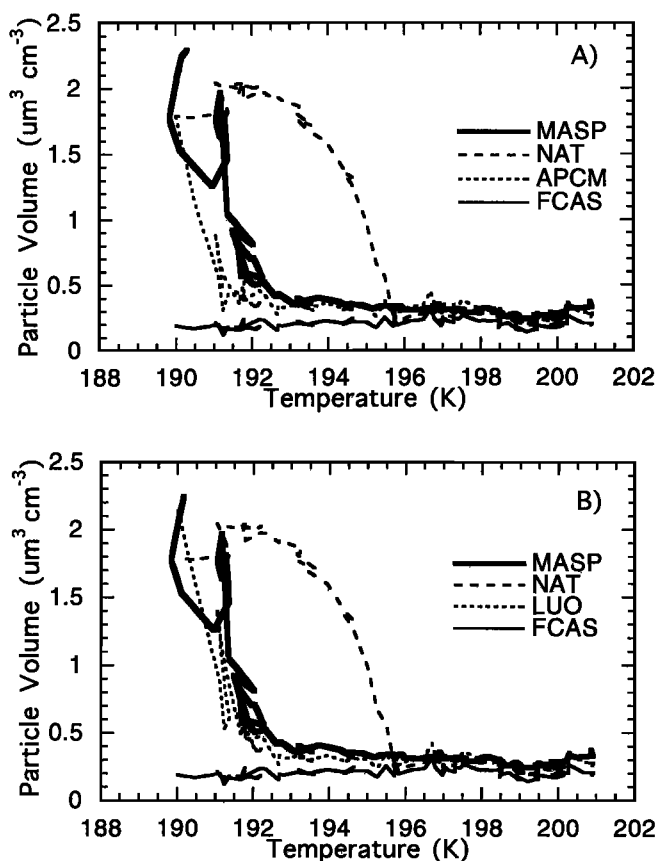 A)
Particle Volume (um³ cm⁻³)
2.5
2
1.5
1
0.5
0
MASP
NAT
APCM
FCAS
188 190 192 194 196 198 200 202
Temperature (K)
B)
Particle Volume (um³ cm⁻³)
2.5
2
1.5
1
0.5
0
MASP
NAT
LUO
FCAS
188 190 192 194 196 198 200 202
Temperature (K)